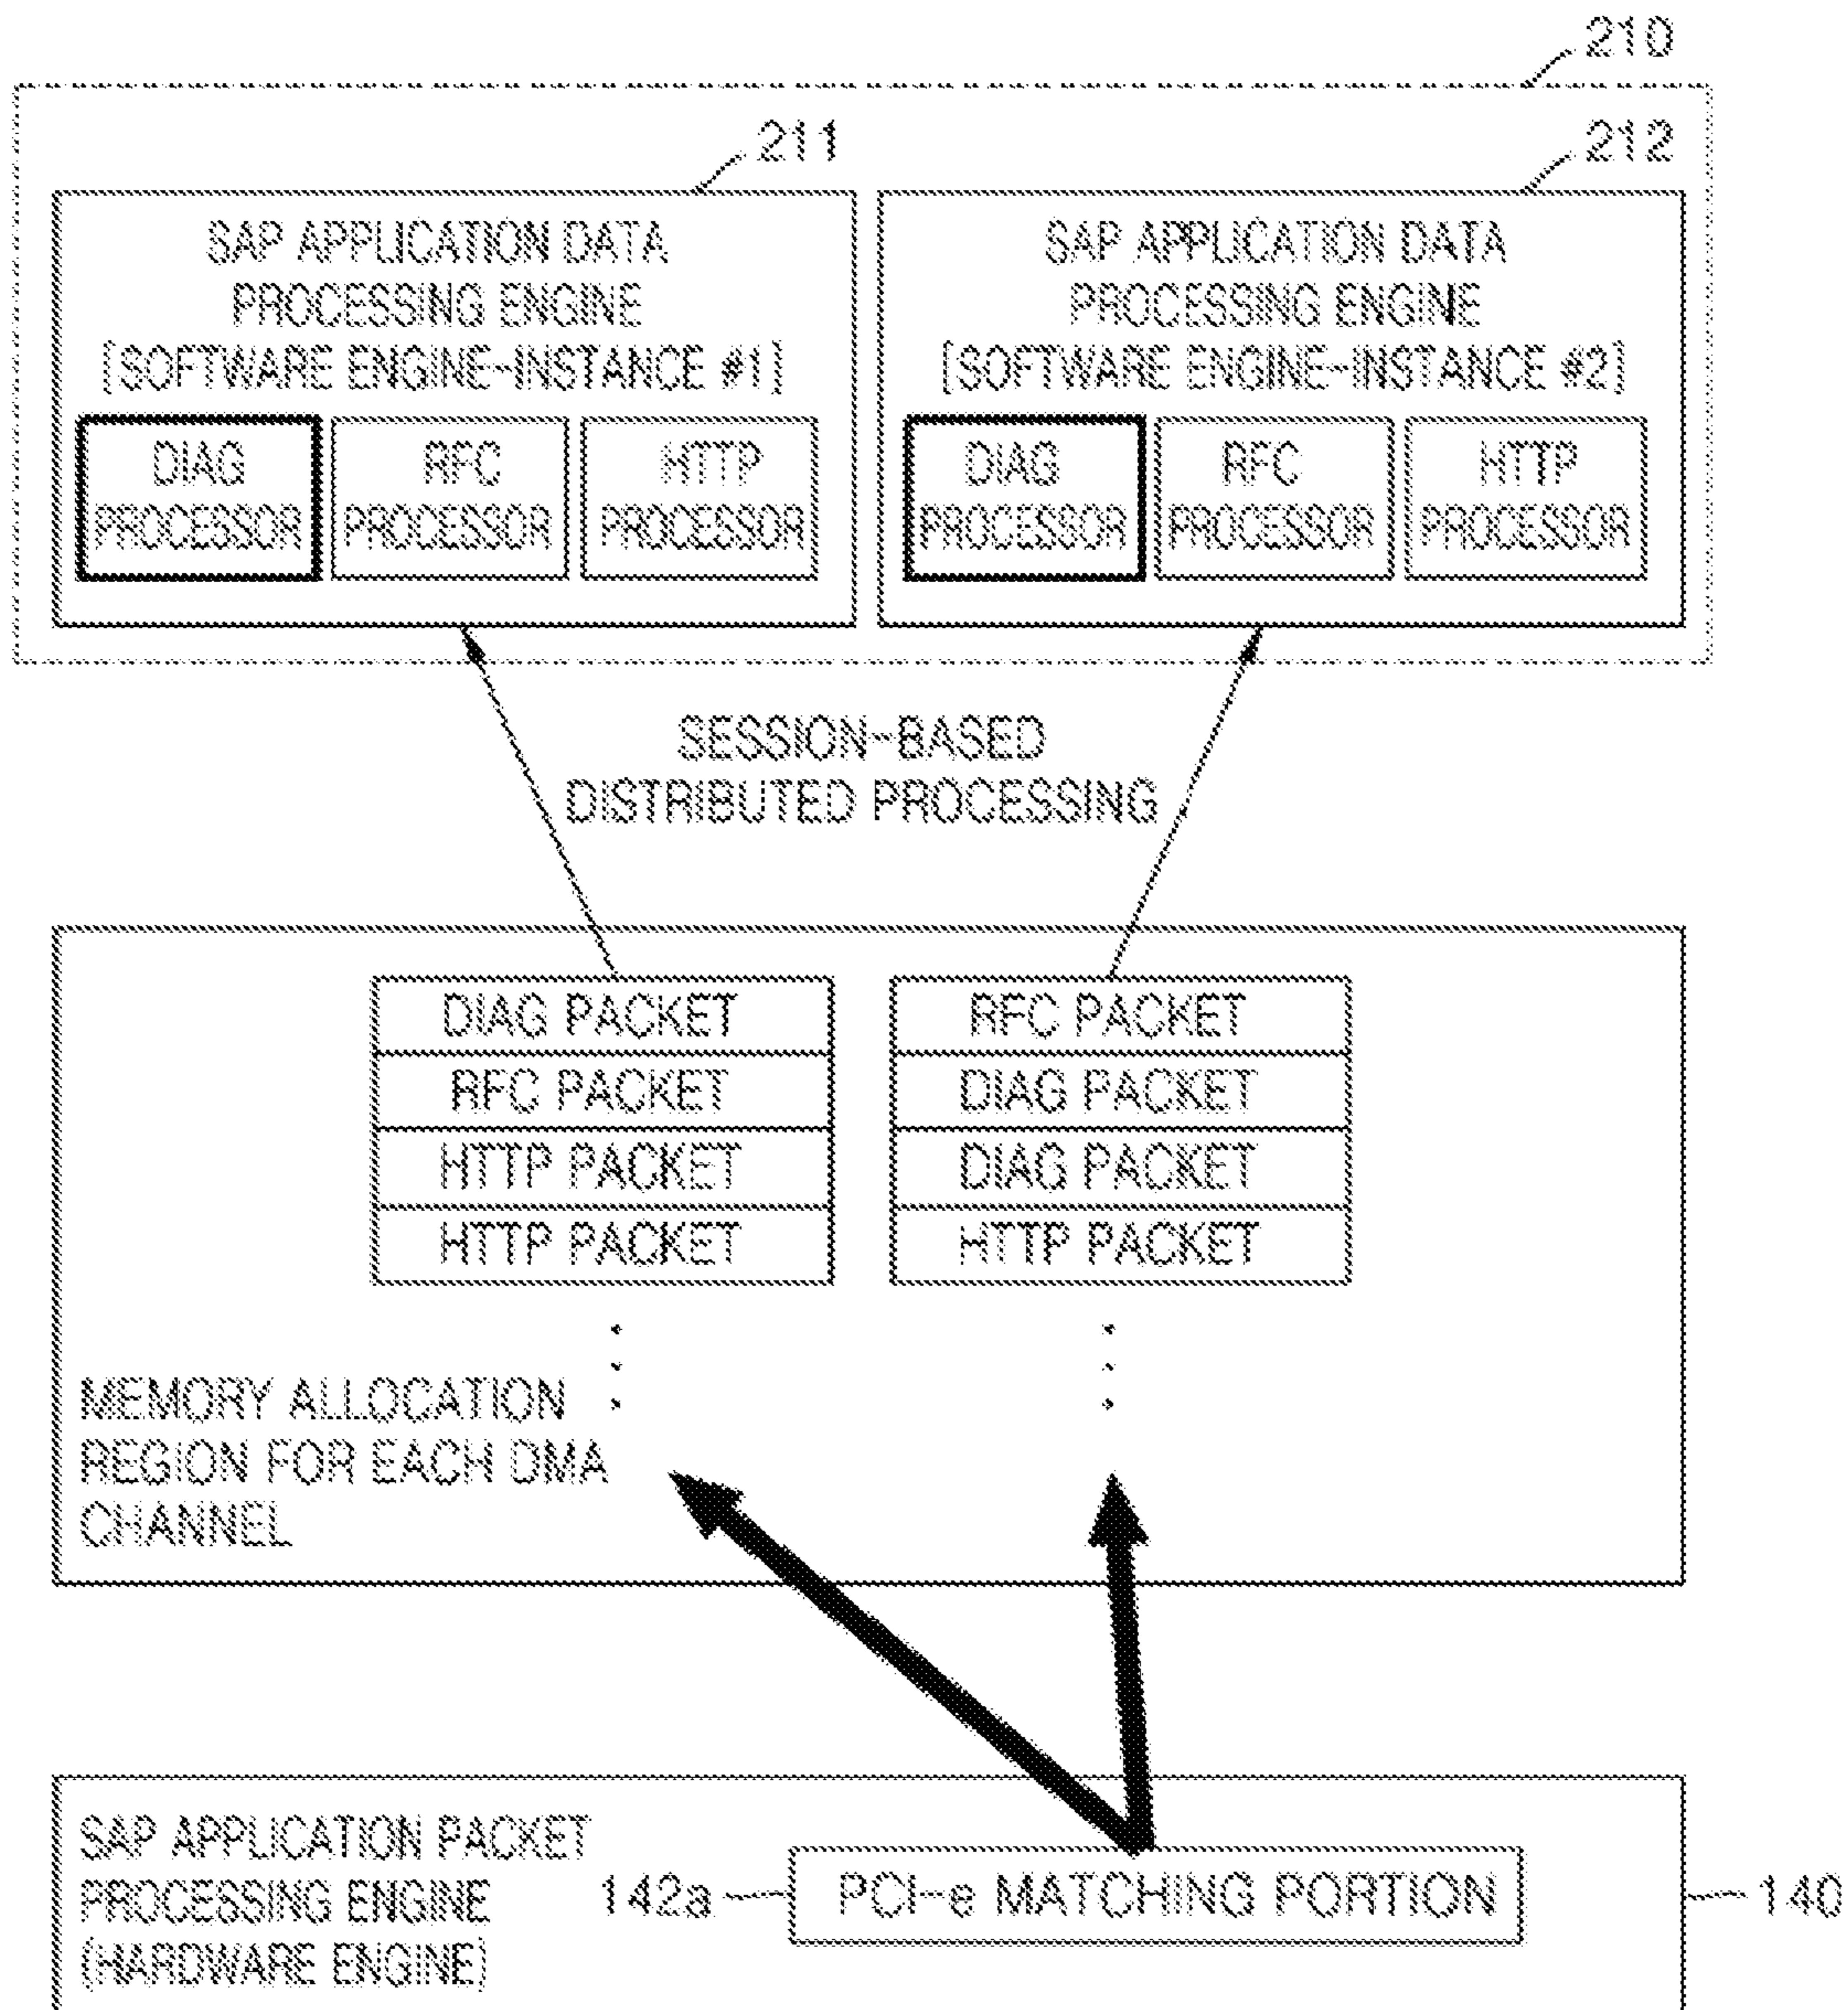 210
211
212
SAP APPLICATION DATA
PROCESSING ENGINE
[SOFTWARE ENGINE-INSTANCE #1]
DIAG
PROCESSOR
RFC
PROCESSOR
HTTP
PROCESSOR
SAP APPLICATION DATA
PROCESSING ENGINE
[SOFTWARE ENGINE-INSTANCE #2]
DIAG
PROCESSOR
RFC
PROCESSOR
HTTP
PROCESSOR
SESSION-BASED
DISTRIBUTED PROCESSING
DIAG PACKET
RFC PACKET
HTTP PACKET
HTTP PACKET
RFC PACKET
DIAG PACKET
DIAG PACKET
HTTP PACKET
MEMORY ALLOCATION
REGION FOR EACH DMA
CHANNEL
SAP APPLICATION PACKET
PROCESSING ENGINE
(HARDWARE ENGINE)
142a
PCI-e MATCHING PORTION
140